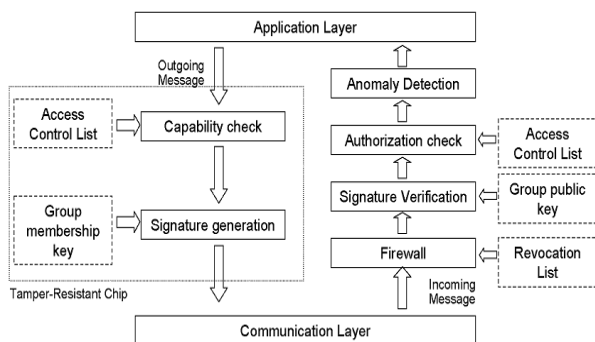 Application Layer
Outgoing
Message
Anomaly Detection
Access
Control List
Capability check
Authorization check
Access
Control List
Group
membership
key
Signature generation
Signature Verification
Group public
key
Firewall
Revocation
List
Tamper-Resistant Chip
Incoming
Message
Communication Layer